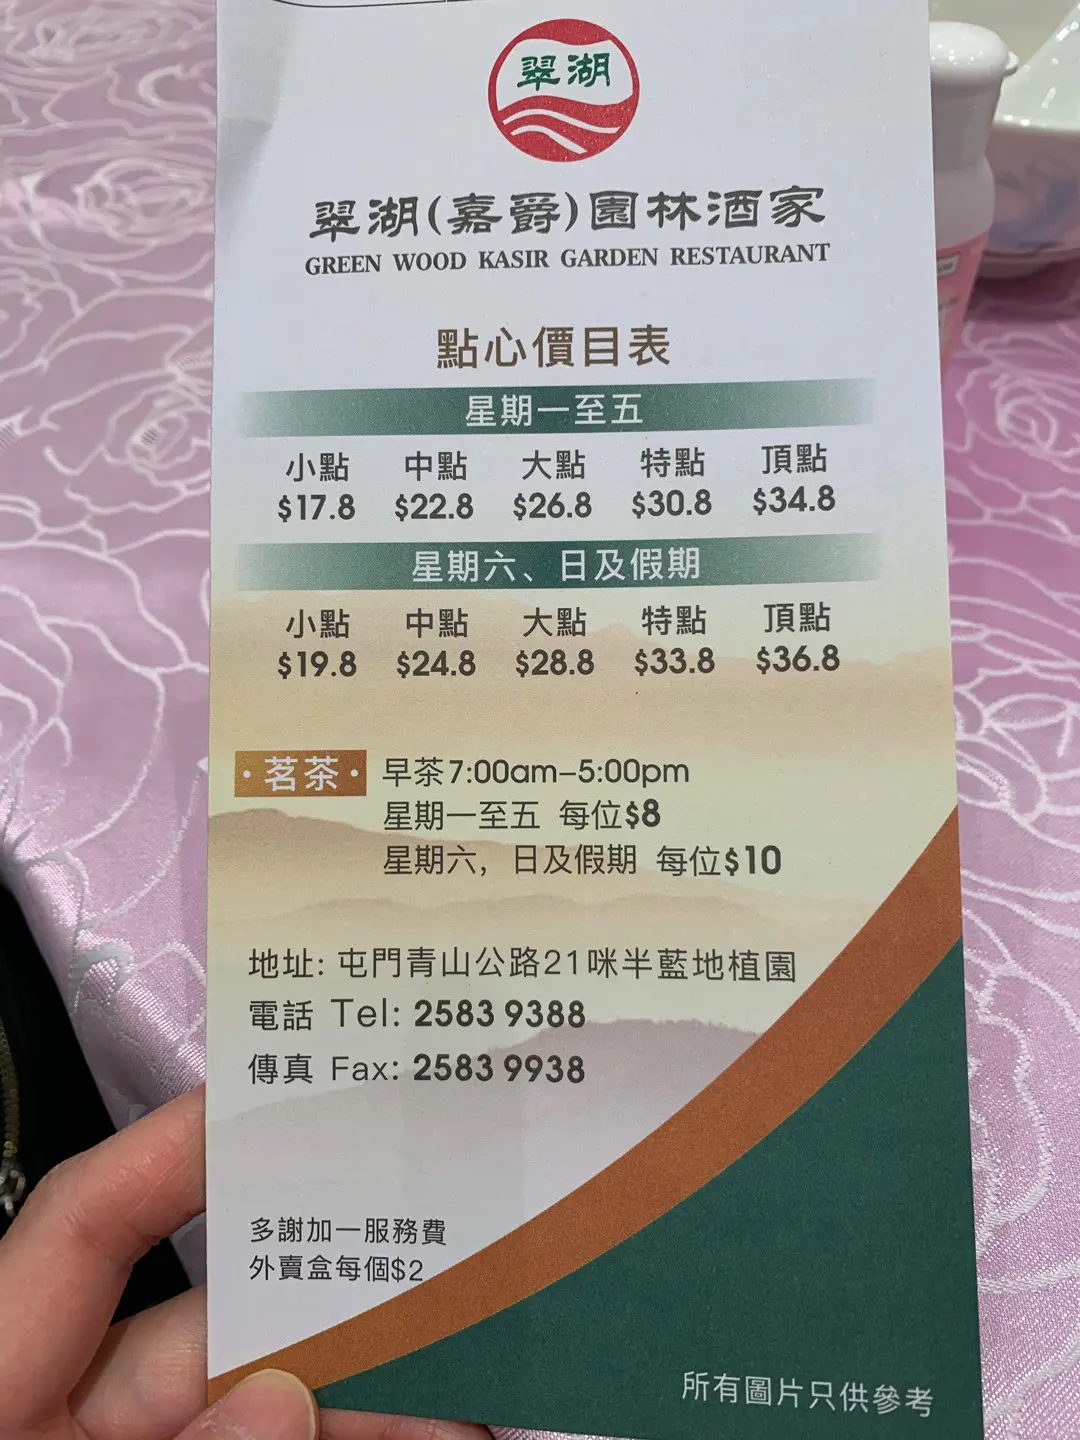 翠湖
翠湖(嘉爵)園林酒家
GREEN WOOD KASIR GARDEN RESTAURANT
點心價目表
星期一至五
小點 中點 大點 特點 頂點
$17.8 $22.8 $26.8 $30.8 $34.8
星期六、日及假期
小點 中點 大點 特點 頂點
$19.8 $24.8 $28.8 $33.8 $36.8
·茗茶· 早茶7:00am–5:00pm
星期一至五 每位$8
星期六，日及假期 每位$10
地址: 屯門青山公路21咪半藍地植園
電話 Tel: 2583 9388
傳真 Fax: 2583 9938
多謝加一服務費
外賣盒每個$2
所有圖片只供參考